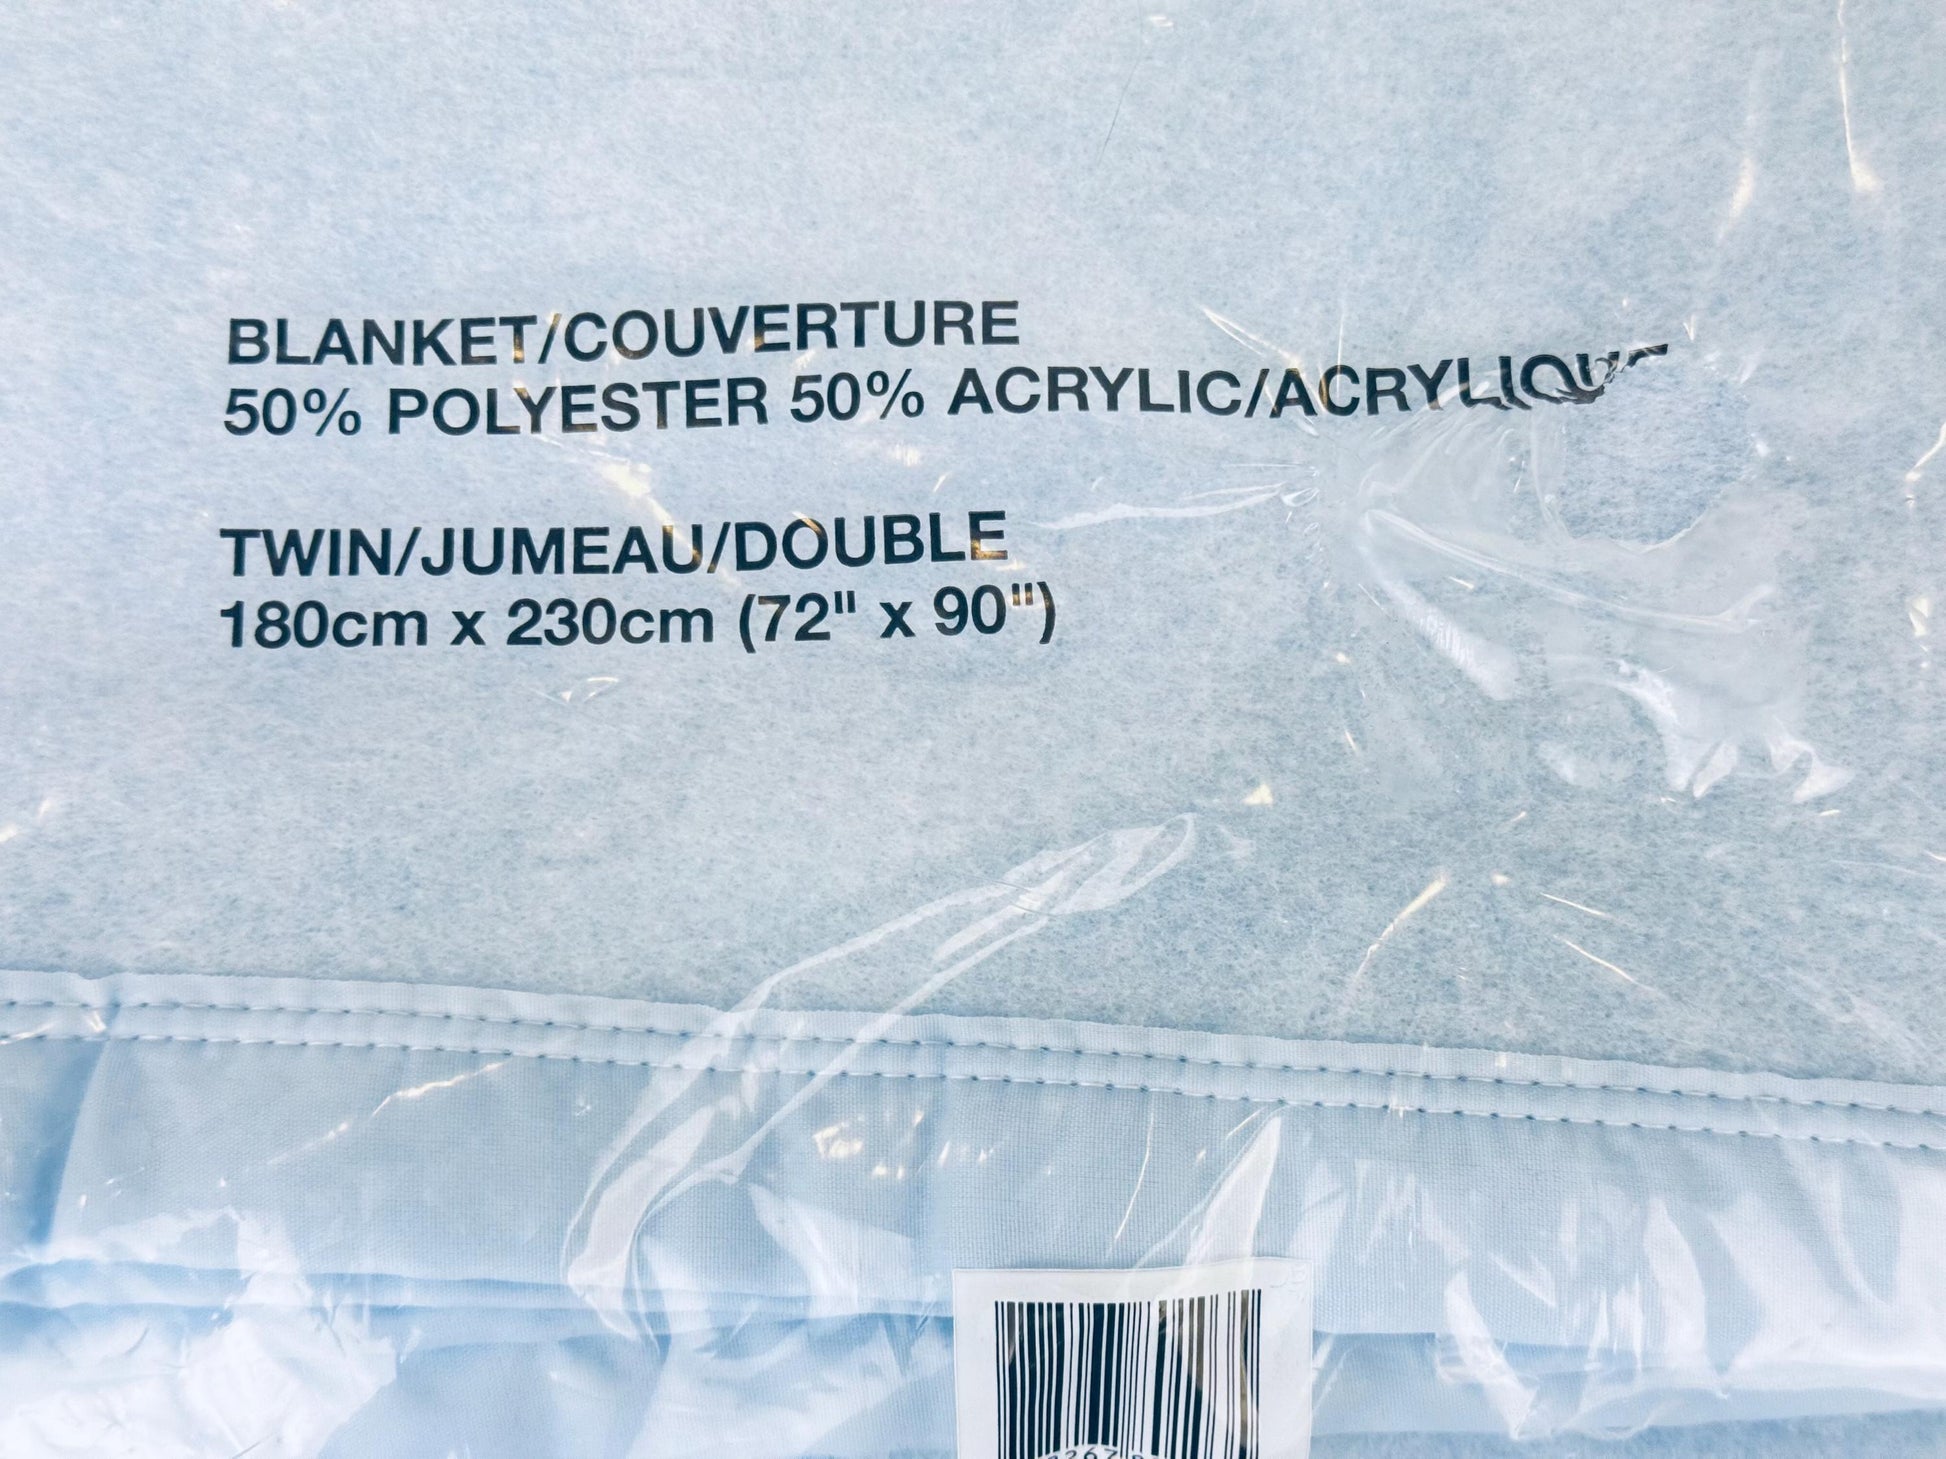 BLANKET/COUVERTURE
50% POLYESTER 50% ACRYLIC/ACRYLIQUE
TWIN/JUMEAU/DOUBLE
180cm x 230cm (72" x 90")